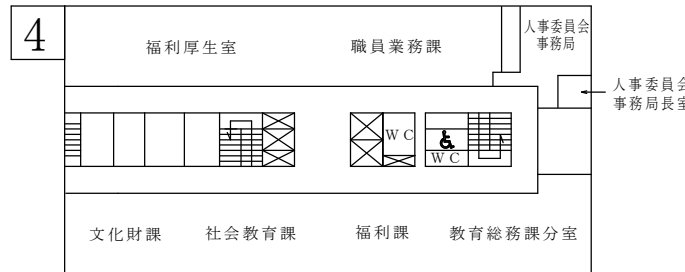 4
福利厚生室
職員業務課
人事委員会
事務局
人事委員会
事務局長室
WC
WC
文化財課
社会教育課
福利課
教育総務課分室